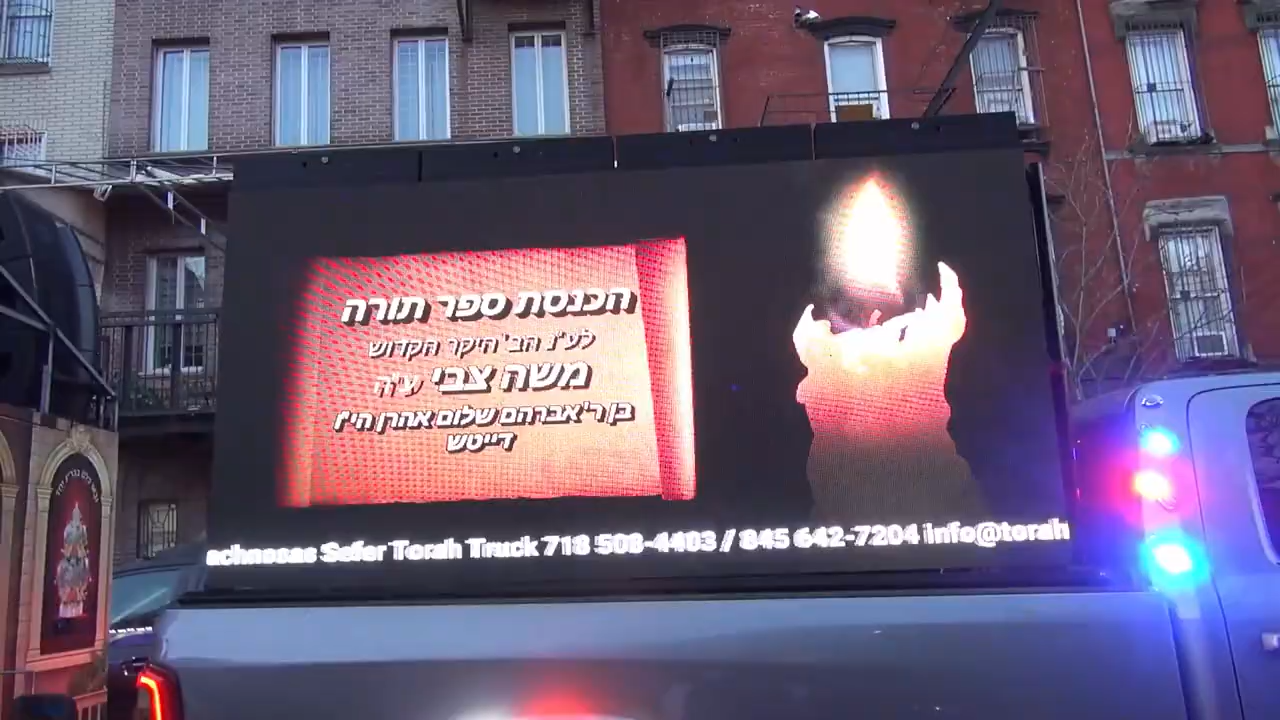 הכנסת ספר תורה
לע"נ הב' היקר הקדוש
משה צבי ע"ה
בן ר' אברהם שלום אהרן הי"ו
דייטש
achnosas Sefer Torah Truck 718 508-4403 / 845 642-7204 info@torah